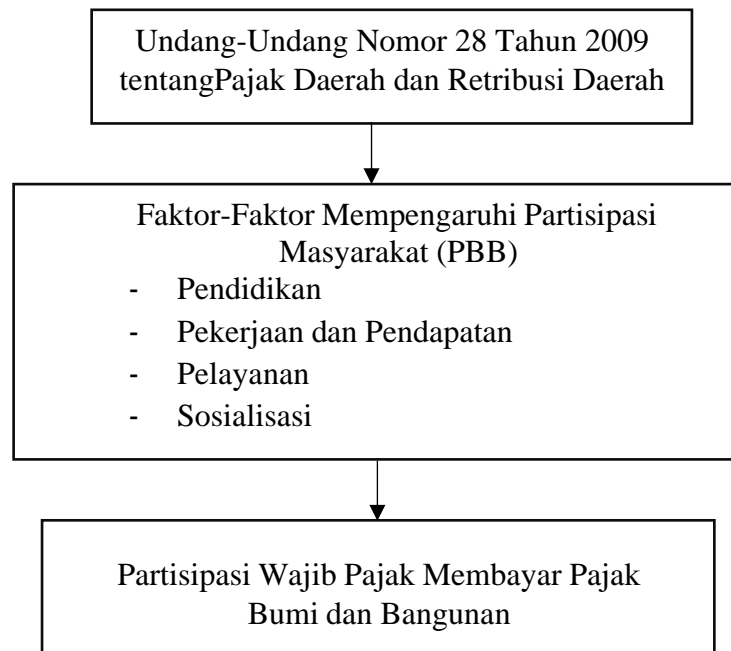 Undang-Undang Nomor 28 Tahun 2009
tentangPajak Daerah dan Retribusi Daerah
Faktor-Faktor Mempengaruhi Partisipasi
Masyarakat (PBB)
- Pendidikan
- Pekerjaan dan Pendapatan
- Pelayanan
- Sosialisasi
Partisipasi Wajib Pajak Membayar Pajak
Bumi dan Bangunan